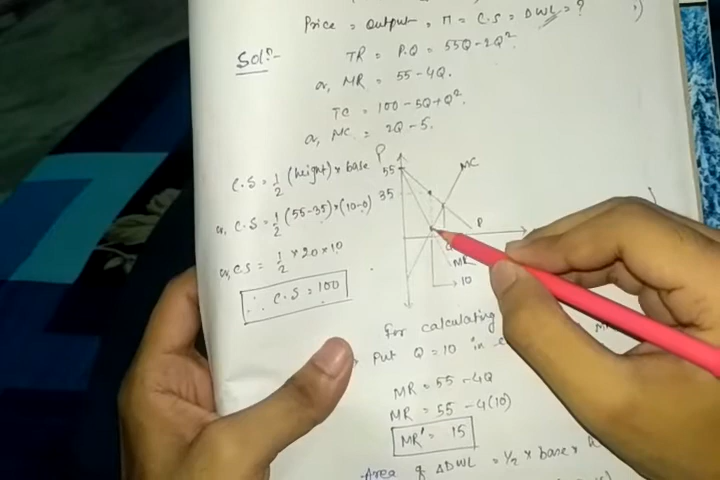 Price = Output = Π = C.S = DWL = ?
Solⁿ:-
TR = P.Q = 55Q-2Q².
or, MR = 55-4Q.
TC = 100-5Q+Q².
or, MC = 2Q-5.
C.S = 1/2 (height) × base
or, C.S = 1/2 (55-35) × (10-0)
or, CS = 1/2 × 20 × 10
∴ C.S = 100
P
55
35
MC
P
MR
10
for calculating
Put Q = 10 in
MR = 55-4Q
MR = 55-4(10)
MR' = 15
Area of ΔDWL = 1/2 × base ×